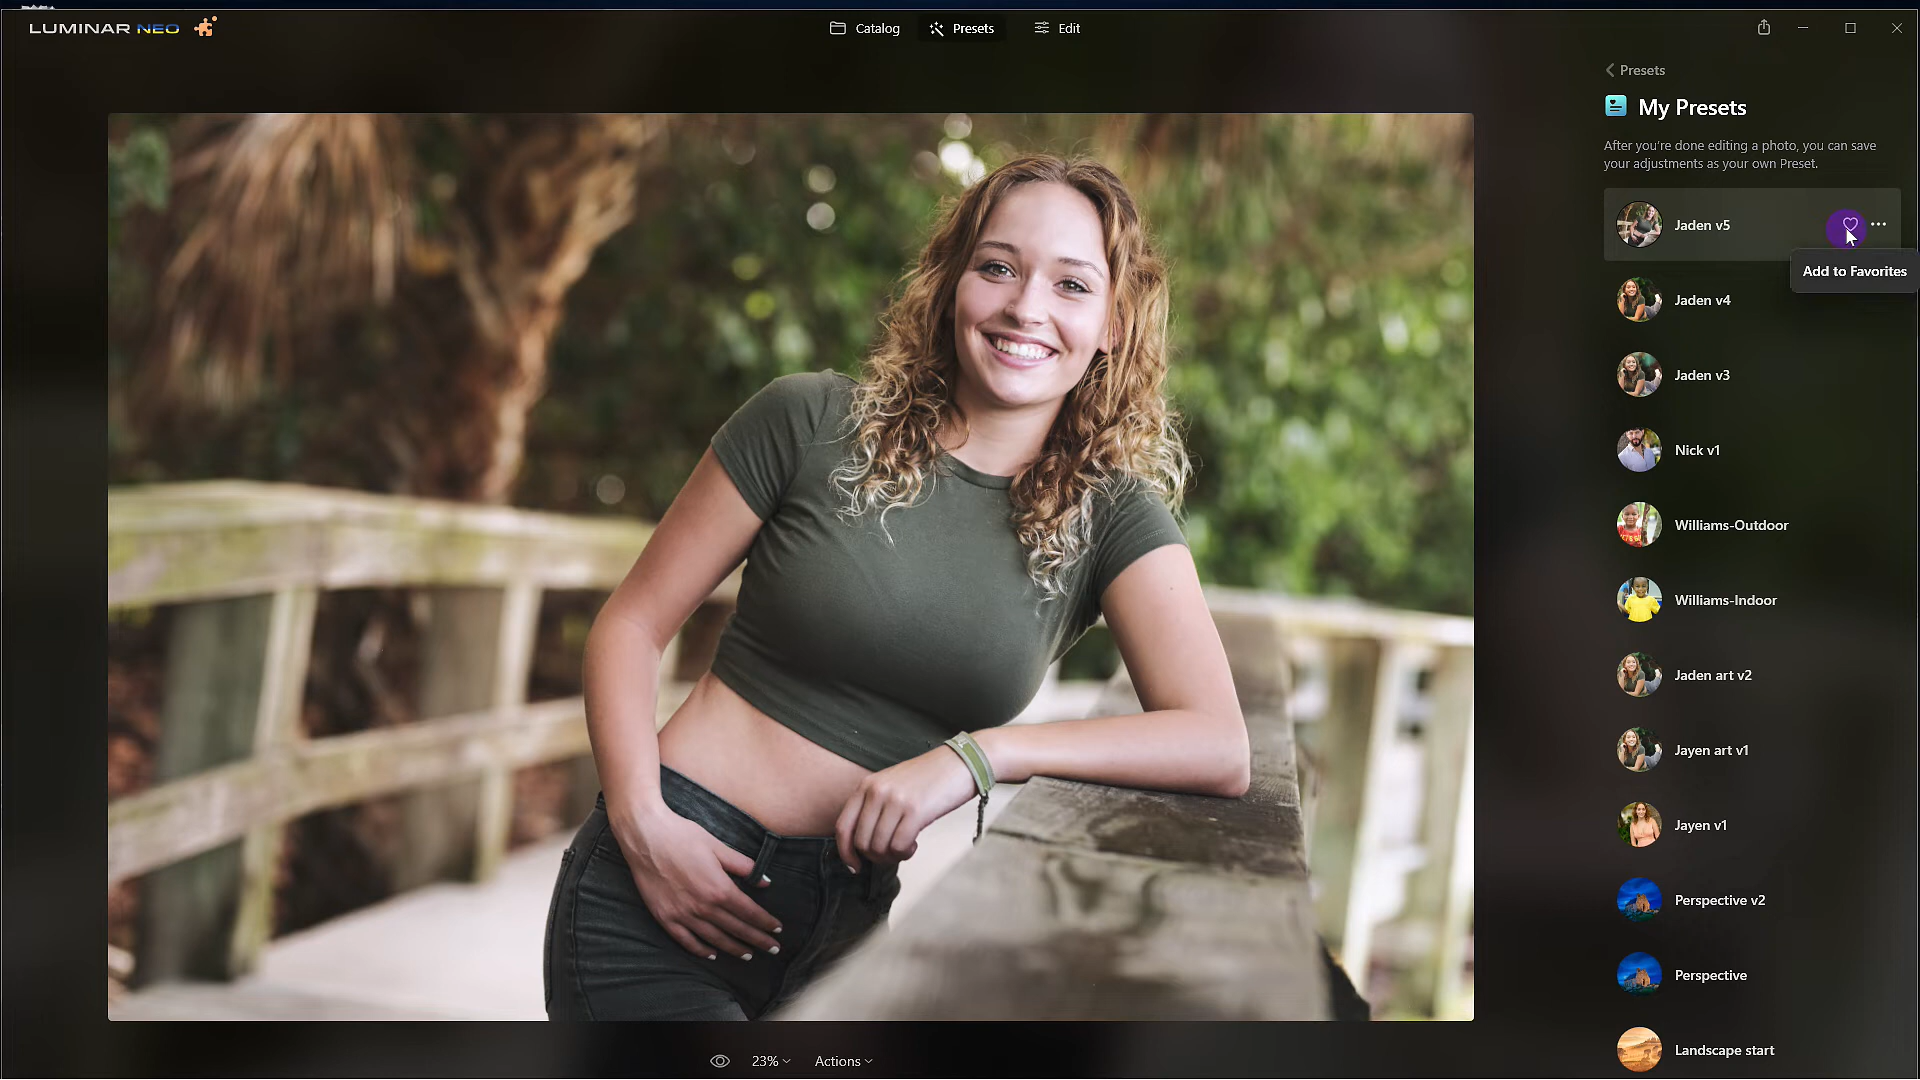 LUMINAR NEO
Catalog
Presets
Edit
Presets
My Presets
After you're done editing a photo, you can save
your adjustments as your own Preset.
Jaden v5
Add to Favorites
Jaden v4
Jaden v3
Nick v1
Williams-Outdoor
Williams-Indoor
Jaden art v2
Jayen art v1
Jayen v1
Perspective v2
Perspective
Landscape start
23%
Actions